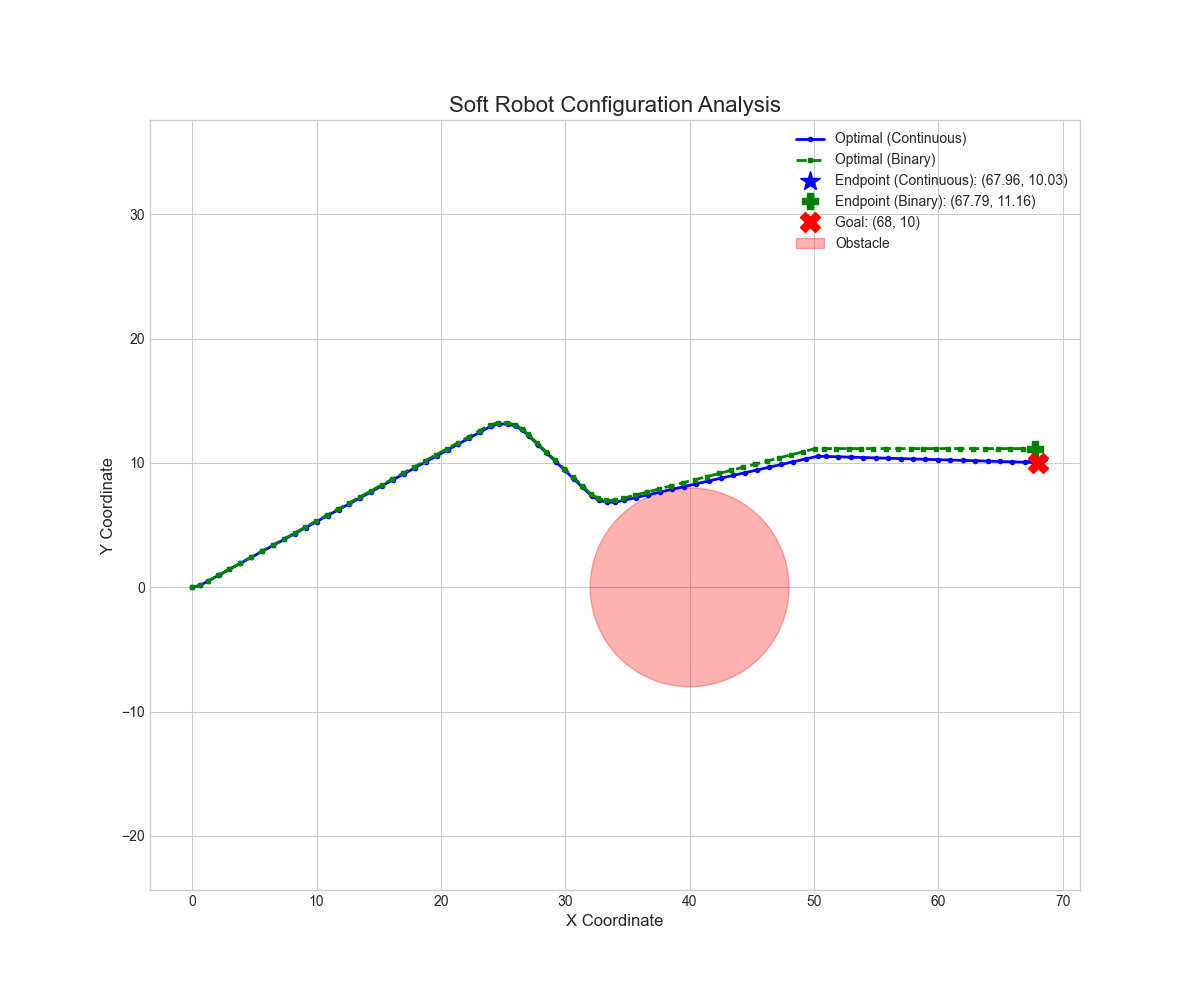 Soft Robot Configuration Analysis
Optimal (Continuous)
Optimal (Binary)
Endpoint (Continuous): (67.96, 10.03)
Endpoint (Binary): (67.79, 11.16)
Goal: (68, 10)
Obstacle
Y Coordinate
30
20
10
0
−10
−20
0 10 20 30 40 50 60 70
X Coordinate